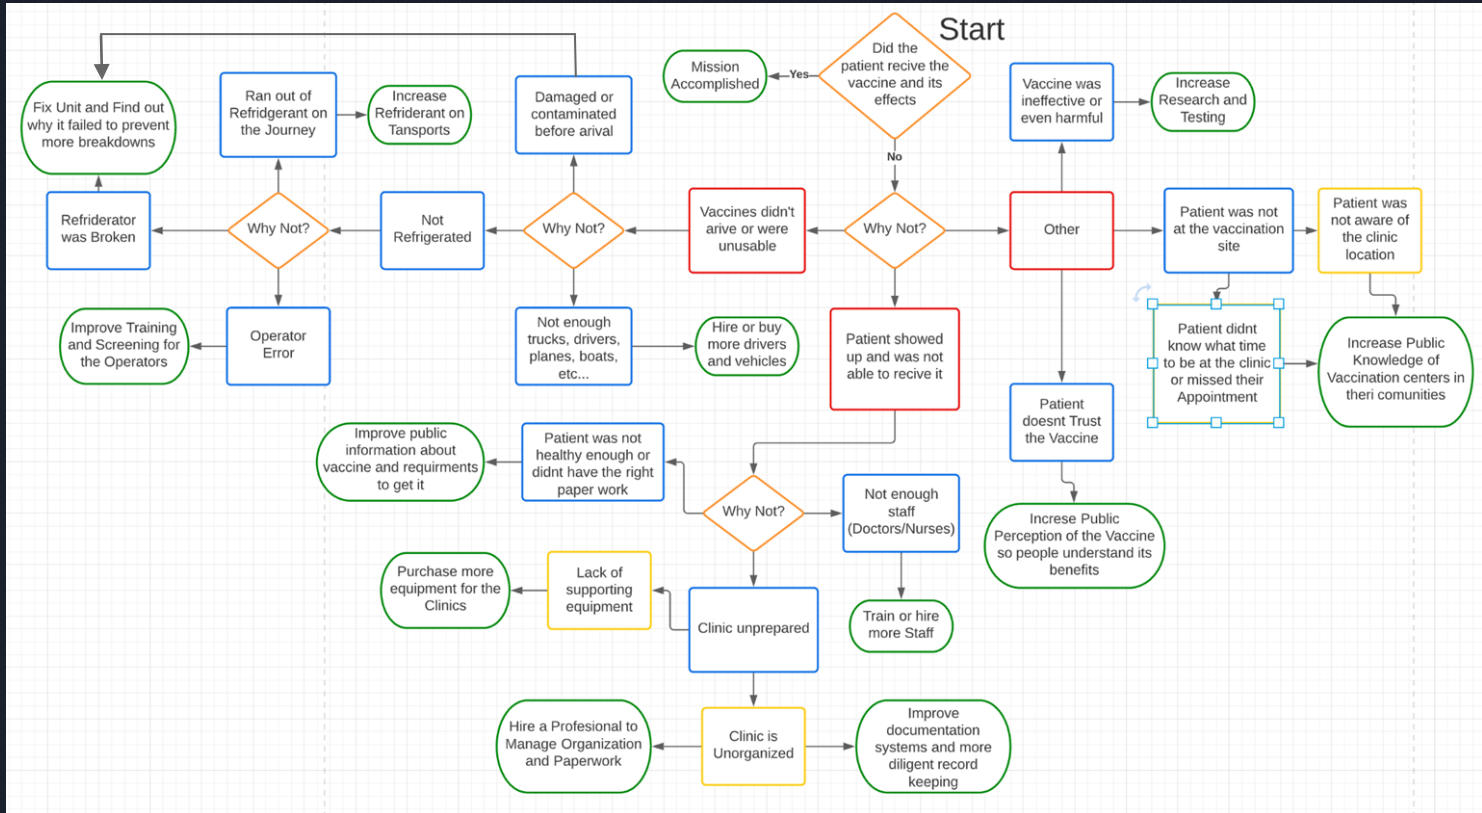 Start
Did the
patient recive the
vaccine and its
effects
Yes
Mission
Accomplished
No
Vaccine was
ineffective or
even harmful
Increase
Research and
Testing
Fix Unit and Find out
why it failed to prevent
more breakdowns
Ran out of
Refridgerant on
the Journey
Increase
Refriderant on
Tansports
Damaged or
contaminated
before arival
Refriderator
was Broken
Why Not?
Not
Refrigerated
Why Not?
Vaccines didn't
arive or were
unusable
Why Not?
Other
Patient was not
at the vaccination
site
Patient was
not aware of
the clinic
location
Improve Training
and Screening for
the Operators
Operator
Error
Not enough
trucks, drivers,
planes, boats,
etc...
Hire or buy
more drivers
and vehicles
Patient showed
up and was not
able to recive it
Patient didnt
know what time
to be at the clinic
or missed their
Appointment
Increase Public
Knowledge of
Vaccination centers in
theri comunities
Patient
doesnt Trust
the Vaccine
Improve public
information about
vaccine and requirments
to get it
Patient was not
healthy enough or
didnt have the right
paper work
Why Not?
Not enough
staff
(Doctors/Nurses)
Increse Public
Perception of the Vaccine
so people understand its
benefits
Purchase more
equipment for the
Clinics
Lack of
supporting
equipment
Clinic unprepared
Train or hire
more Staff
Hire a Profesional to
Manage Organization
and Paperwork
Clinic is
Unorganized
Improve
documentation
systems and more
diligent record
keeping